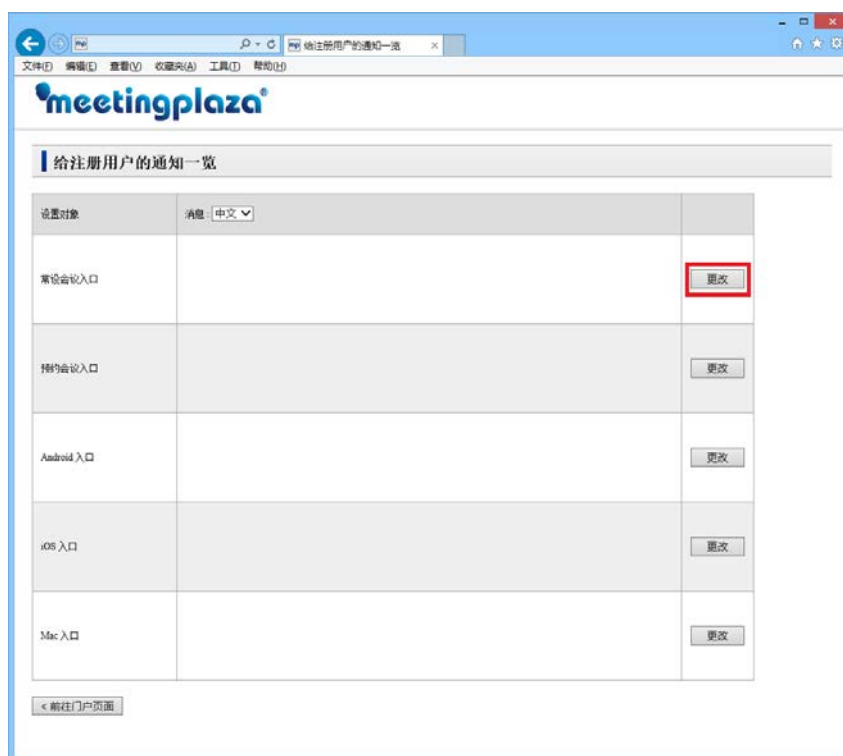 mp 给注册用户的通知一览 ×
文件(F) 编辑(E) 查看(V) 收藏夹(A) 工具(T) 帮助(H)
meetingplaza®
给注册用户的通知一览
设置对象 消息 : 中文
常设会议入口 更改
预约会议入口 更改
Android 入口 更改
iOS 入口 更改
Mac 入口 更改
< 前往门户页面